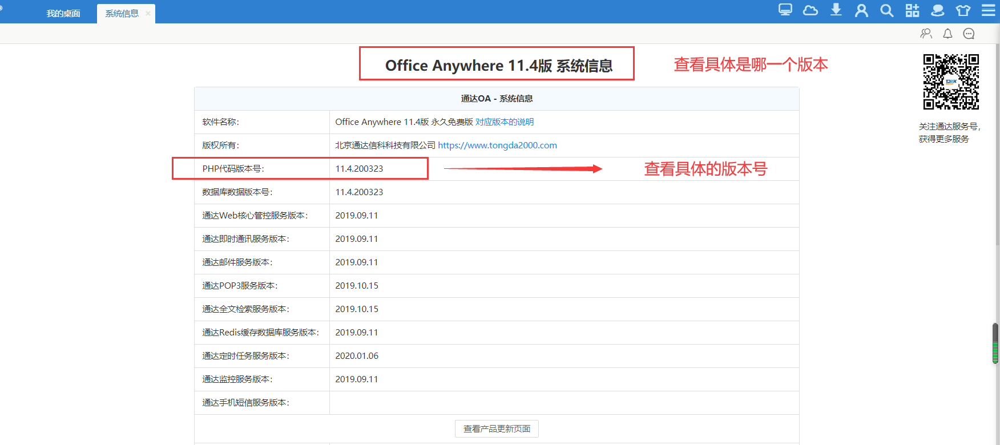 我的桌面 系统信息 ×
Office Anywhere 11.4版 系统信息 查看具体是哪一个版本
TDXK
关注通达服务号，
获得更多服务
通达OA - 系统信息
软件名称： Office Anywhere 11.4版 永久免费版 对应版本的说明
版权所有： 北京通达信科科技有限公司 https://www.tongda2000.com
PHP代码版本号： 11.4.200323 查看具体的版本号
数据库数据版本号： 11.4.200323
通达Web核心管控服务版本： 2019.09.11
通达即时通讯服务版本： 2019.09.11
通达邮件服务版本： 2019.09.11
通达POP3服务版本： 2019.10.15
通达全文检索服务版本： 2019.10.15
通达Redis缓存数据库服务版本： 2019.09.11
通达定时任务服务版本： 2020.01.06
通达监控服务版本： 2019.09.11
通达手机短信服务版本：
查看产品更新页面